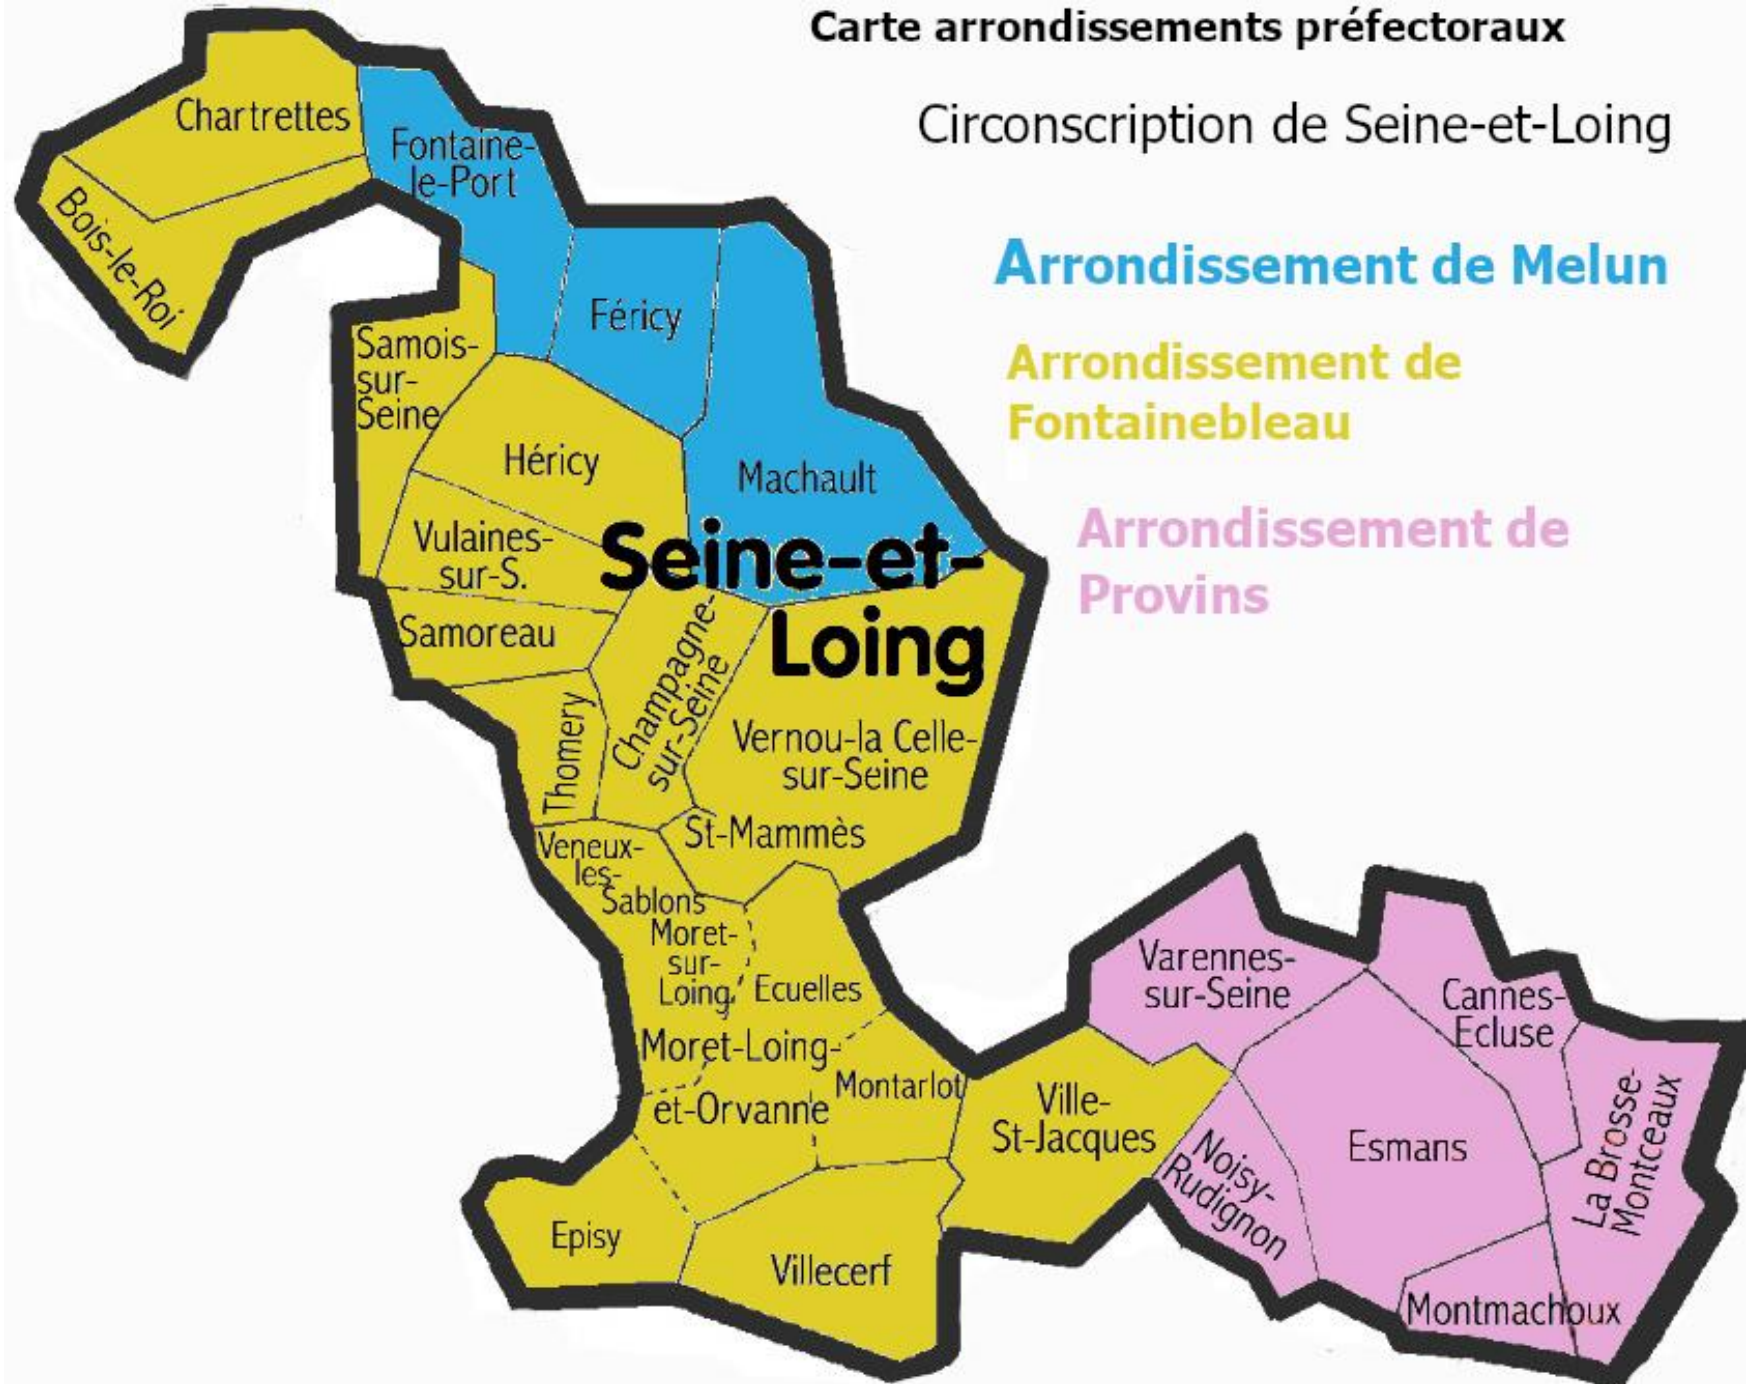 Carte arrondissements préfectoraux
Circonscription de Seine-et-Loing
Arrondissement de Melun
Arrondissement de
Fontainebleau
Arrondissement de
Provins
Chartrettes
Bois-le-Roi
Fontaine-
le-Port
Féricy
Machault
Samois-
sur-
Seine
Héricy
Vulaines-
sur-S.
Seine-et-
Loing
Samoreau
Thomery
Champagne-
sur-Seine
Vernou-la Celle-
sur-Seine
St-Mammès
Veneux-
les-
Sablons
Moret-
sur-
Loing
Ecuelles
Moret-Loing-
et-Orvanne
Montarlot
Episy
Villecerf
Ville-
St-Jacques
Varennes-
sur-Seine
Cannes-
Ecluse
Noisy-
Rudignon
Esmans
La Brosse-
Montceaux
Montmachoux